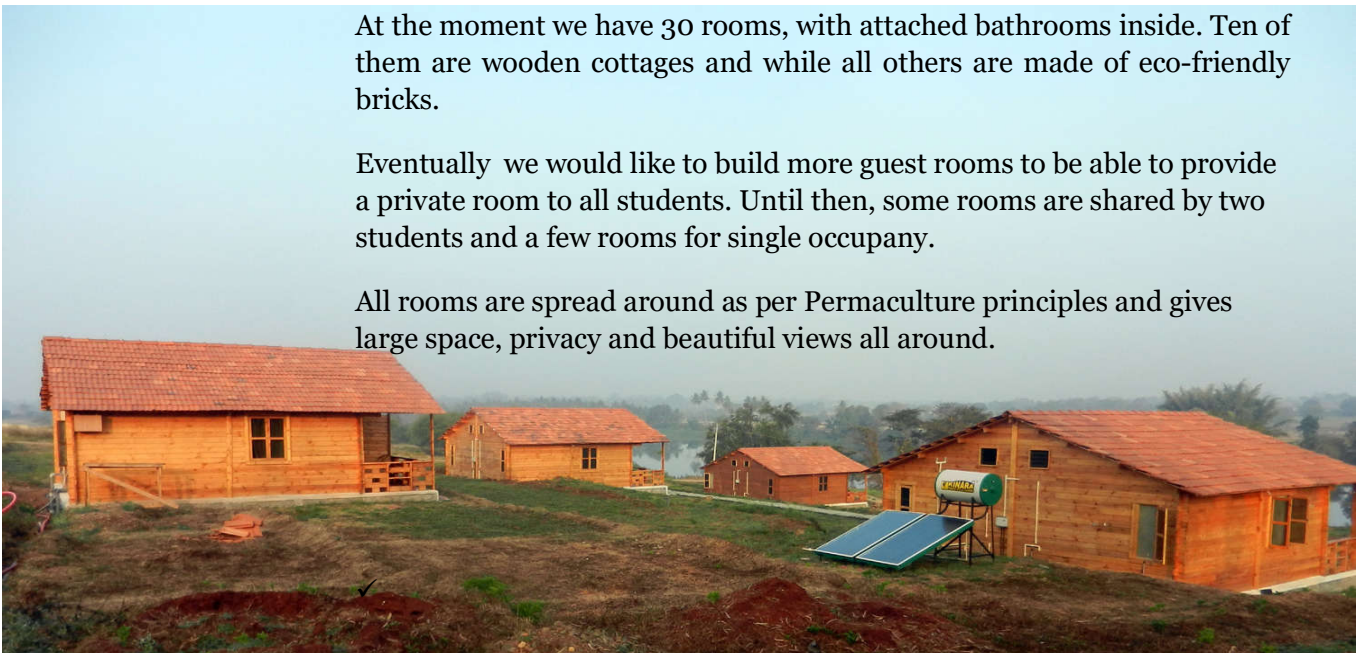 At the moment we have 30 rooms, with attached bathrooms inside. Ten of
them are wooden cottages and while all others are made of eco-friendly
bricks.
Eventually we would like to build more guest rooms to be able to provide
a private room to all students. Until then, some rooms are shared by two
students and a few rooms for single occupany.
All rooms are spread around as per Permaculture principles and gives
large space, privacy and beautiful views all around.